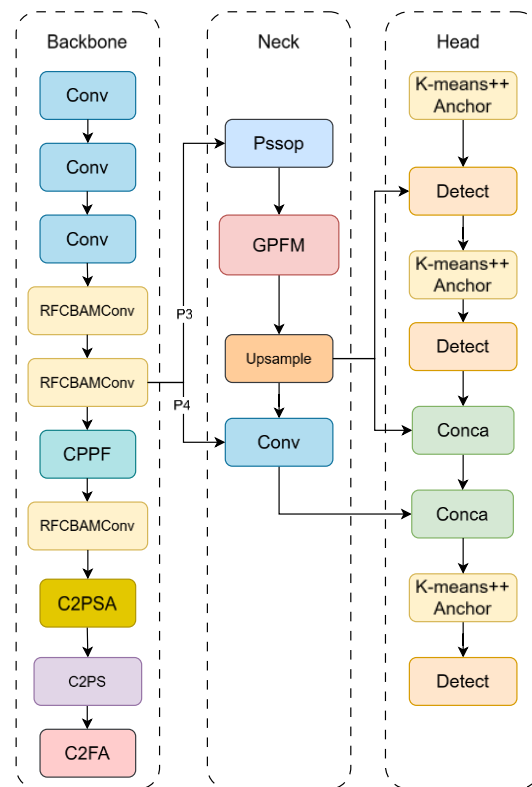 Backbone
Conv
Conv
Conv
RFCBAMConv
RFCBAMConv
CPPF
RFCBAMConv
C2PSA
C2PS
C2FA
P3
P4
Neck
Pssop
GPFM
Upsample
Conv
Head
K-means++
Anchor
Detect
K-means++
Anchor
Detect
Conca
Conca
K-means++
Anchor
Detect